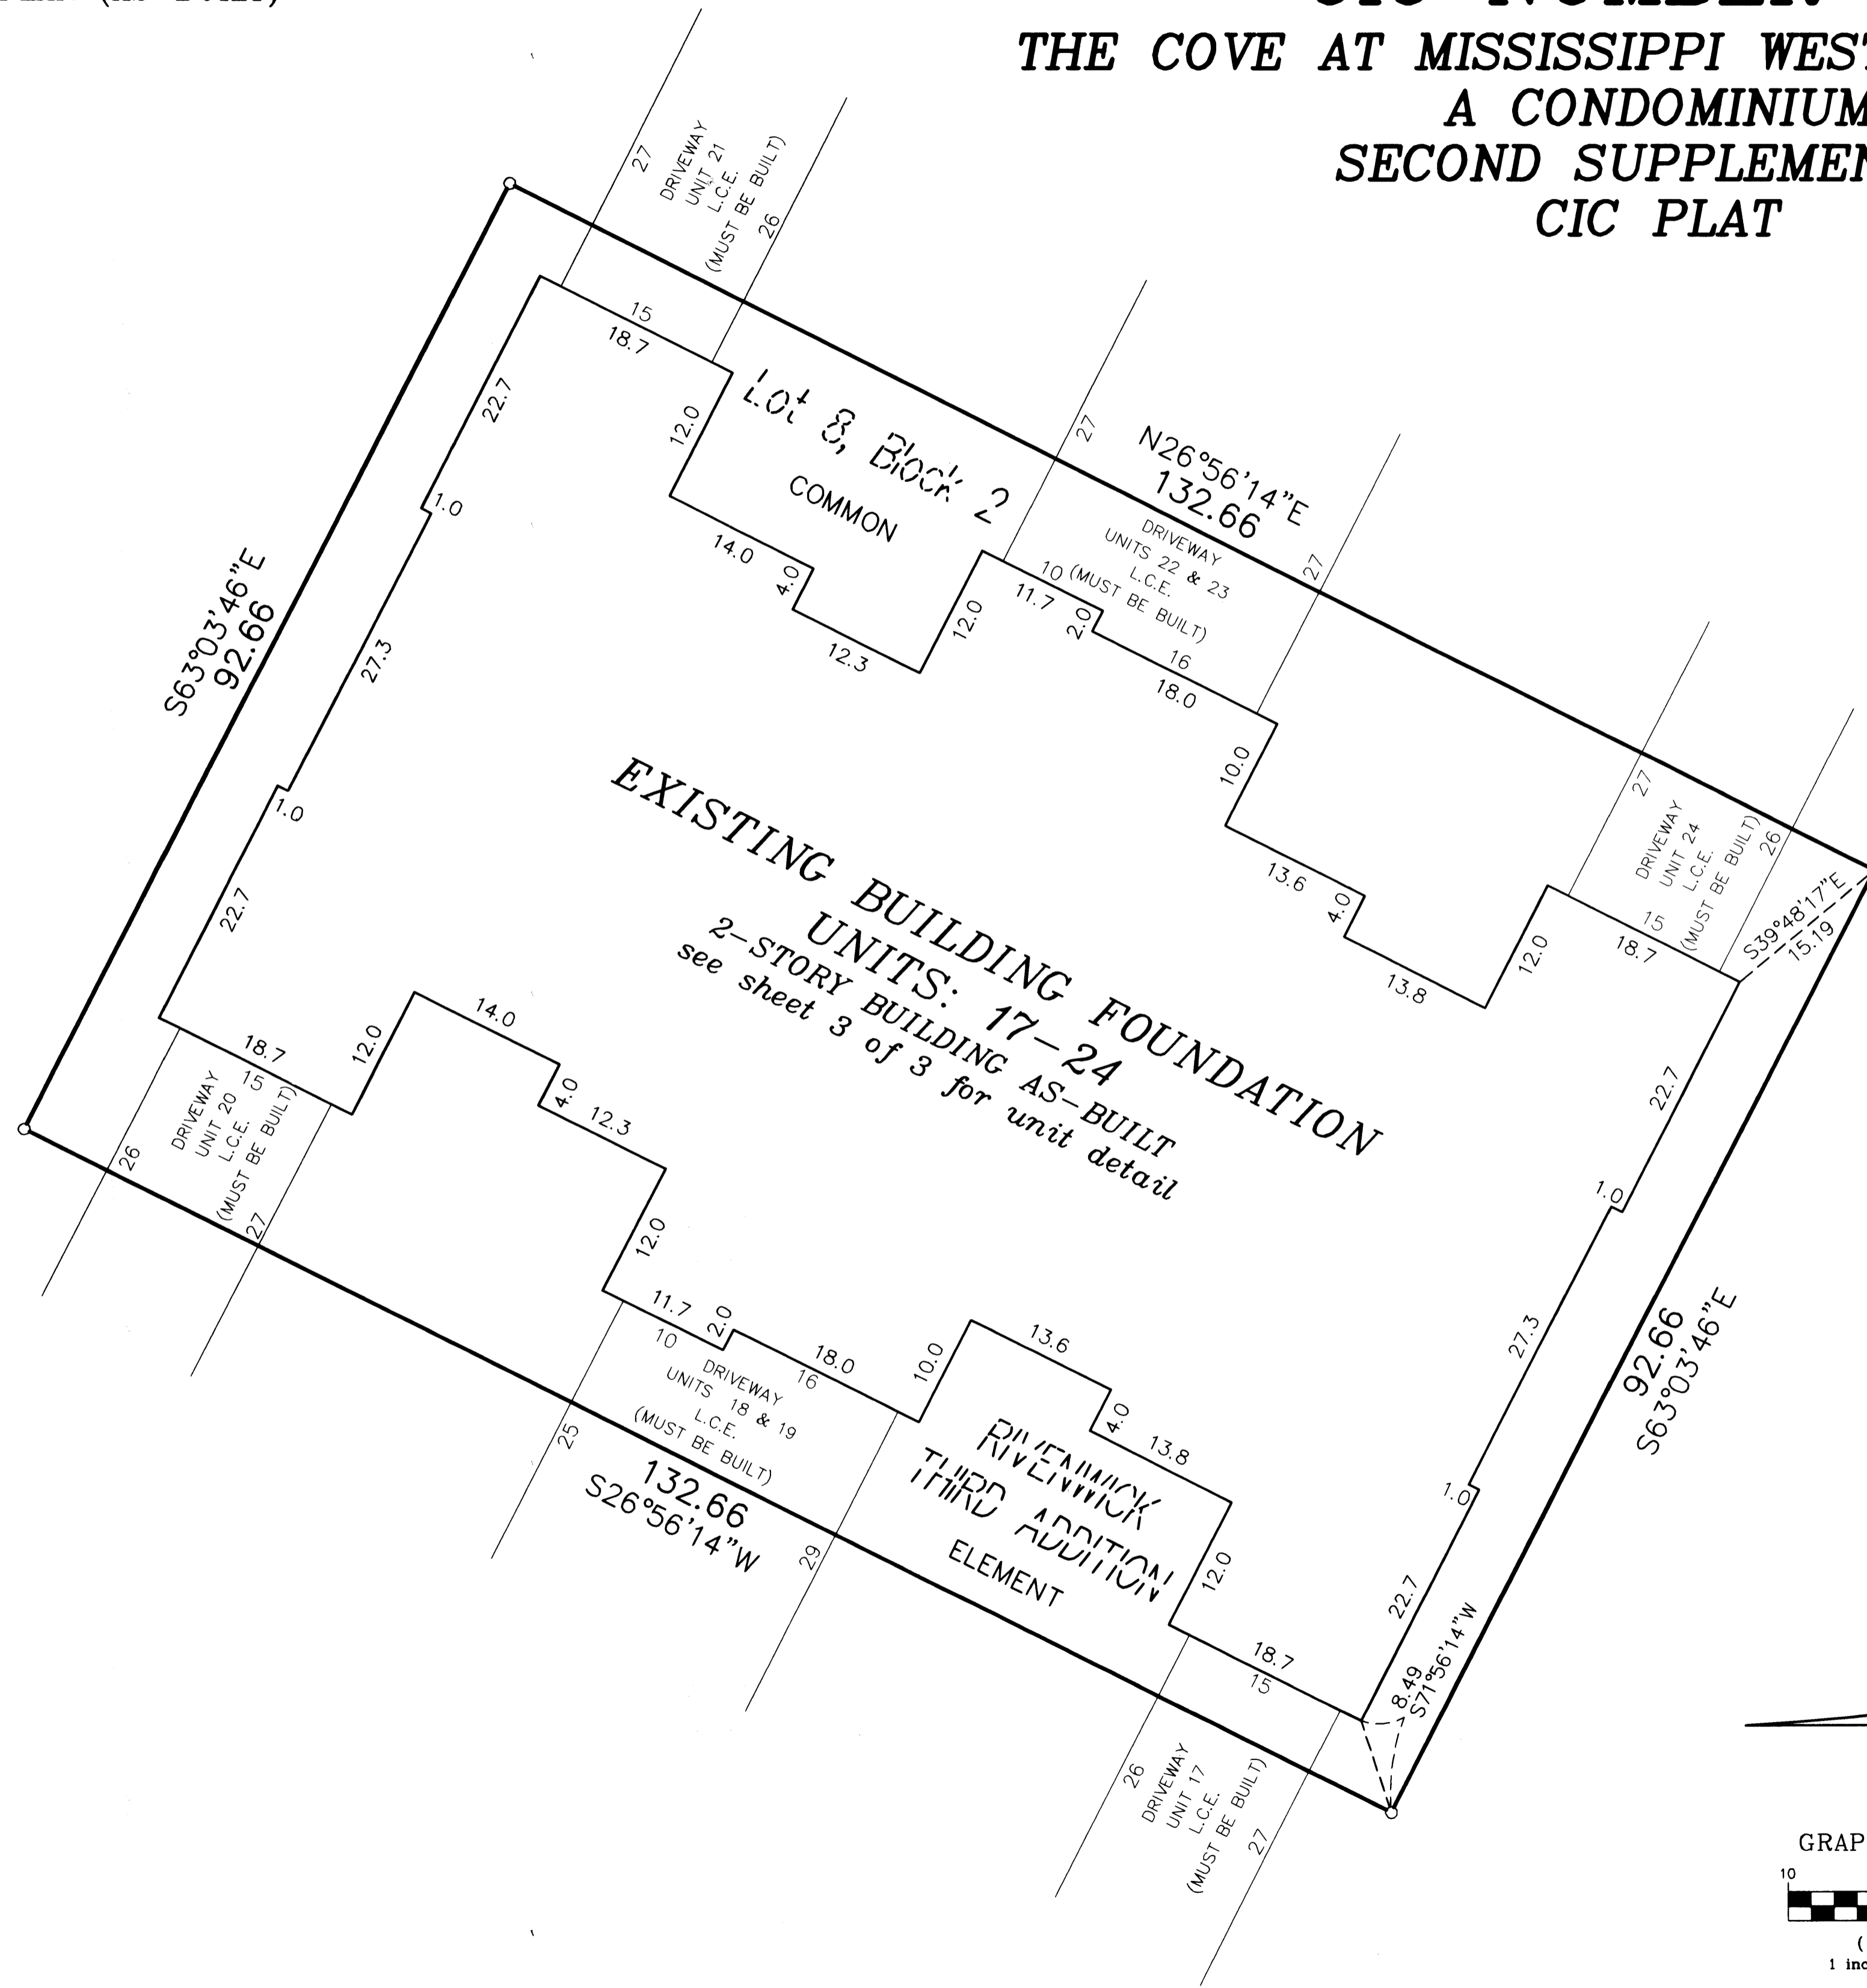 THE COVE AT MISSISSIPPI WEST
A CONDOMINIUM
SECOND SUPPLEMEN
CIC PLAT
27
DRIVEWAY
UNIT 21
L.C.E.
(MUST BE BUILT)
26
15
18.7
22.7
12.0
Lot 8, Block 2
COMMON
27
N26°56'14"E
132.66
27
DRIVEWAY
UNITS 22 & 23
L.C.E.
(MUST BE BUILT)
10
11.7
2.0
16
18.0
1.0
14.0
4.0
12.3
12.0
S63°03'46"E
92.66
27.3
10.0
13.6
4.0
13.8
12.0
27
DRIVEWAY
UNIT 24
L.C.E.
(MUST BE BUILT)
26
15
18.7
S39°48'17"E
15.19
1.0
22.7
EXISTING BUILDING FOUNDATION
UNITS: 17-24
2-STORY BUILDING AS-BUILT
see sheet 3 of 3 for unit detail
22.7
1.0
18.7
15
12.0
14.0
4.0
12.3
12.0
DRIVEWAY
UNIT 20
L.C.E.
(MUST BE BUILT)
26
27
11.7
10
2.0
18.0
16
10.0
13.6
4.0
13.8
27.3
92.66
S63°03'46"E
DRIVEWAY
UNITS 18 & 19
L.C.E.
(MUST BE BUILT)
25
132.66
S26°56'14"W
29
RIVENWICK
THIRD ADDITION
ELEMENT
1.0
12.0
22.7
18.7
15
8.49
S71°56'14"W
26
DRIVEWAY
UNIT 17
L.C.E.
(MUST BE BUILT)
27
GRAP
10
(
1 inc